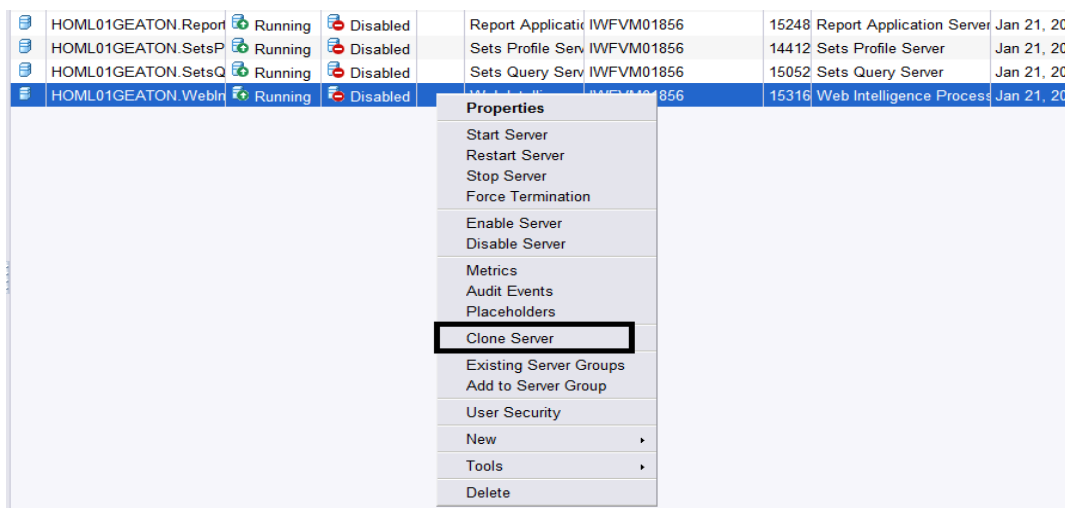 HOML01GEATON.Report Running Disabled Report Applicatio IWFVM01856 15248 Report Application Server Jan 21, 20
HOML01GEATON.SetsP Running Disabled Sets Profile Serv IWFVM01856 14412 Sets Profile Server Jan 21, 20
HOML01GEATON.SetsQ Running Disabled Sets Query Serv IWFVM01856 15052 Sets Query Server Jan 21, 20
HOML01GEATON.WebIn Running Disabled 856 15316 Web Intelligence Process Jan 21, 20
Properties
Start Server
Restart Server
Stop Server
Force Termination
Enable Server
Disable Server
Metrics
Audit Events
Placeholders
Clone Server
Existing Server Groups
Add to Server Group
User Security
New
Tools
Delete